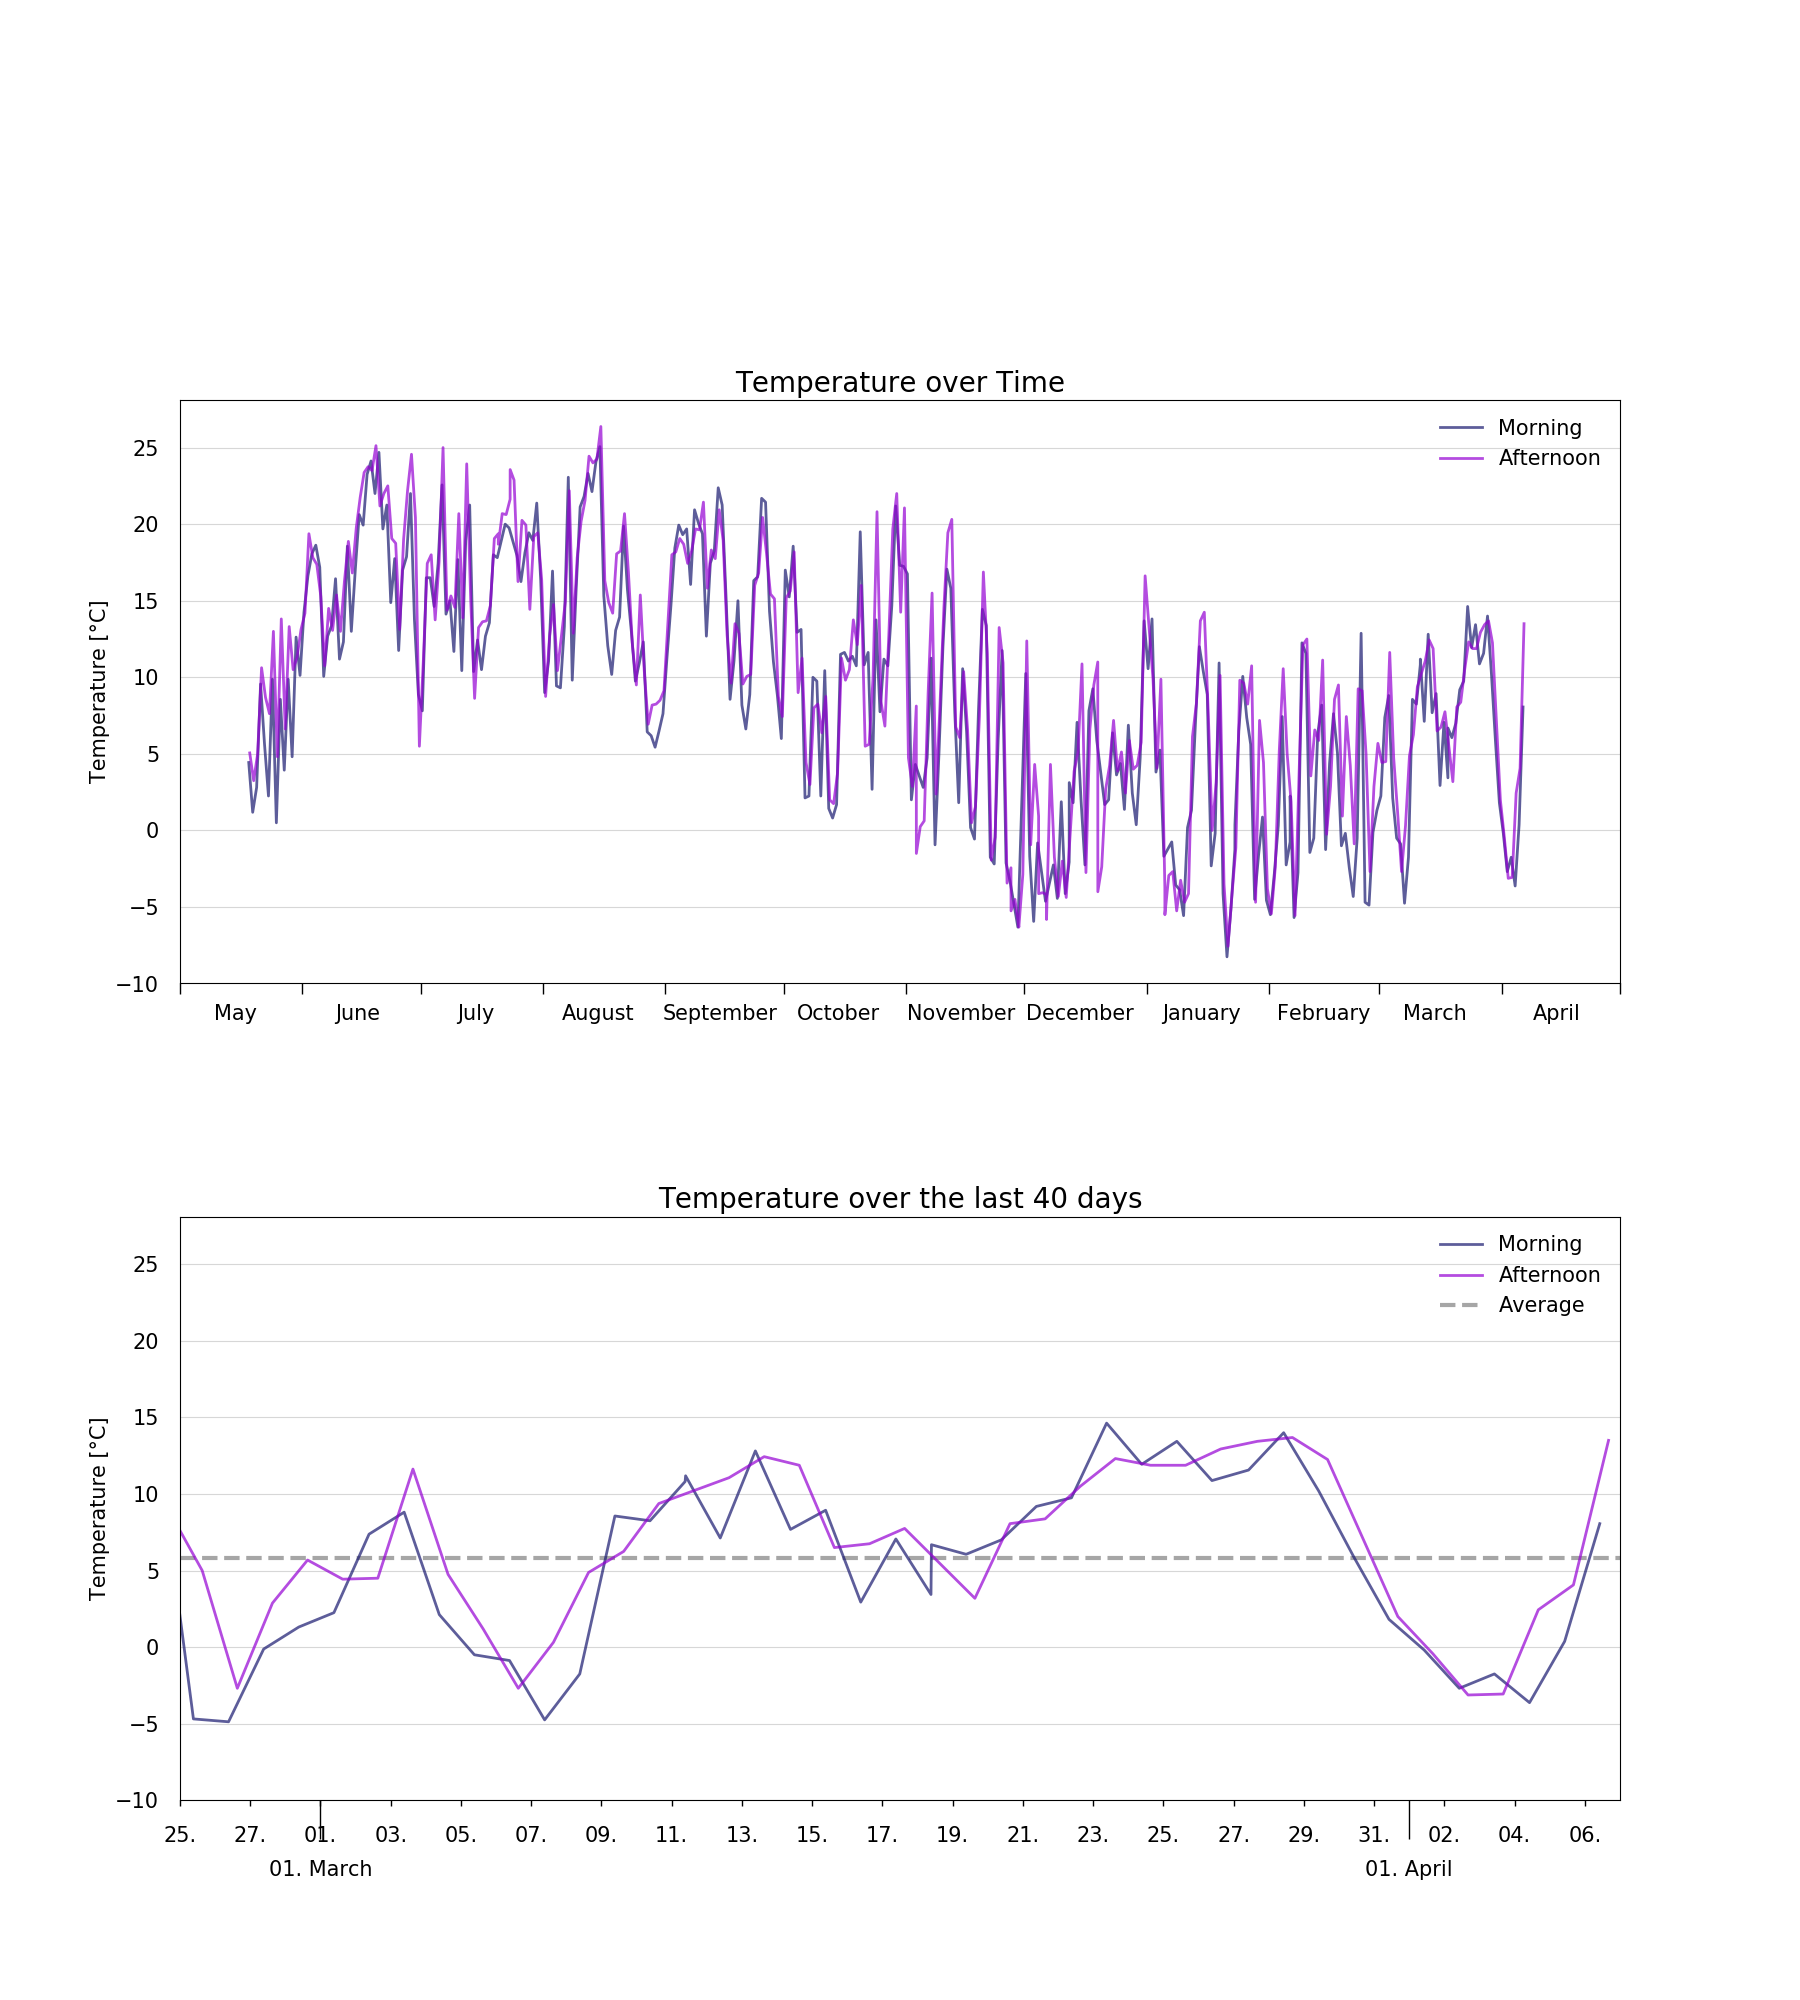 Temperature over Time
Morning
Afternoon
Temperature [°C]
25
20
15
10
5
0
−5
−10
May June July August September October November December January February March April
Temperature over the last 40 days
Morning
Afternoon
Average
Temperature [°C]
25
20
15
10
5
0
−5
−10
25. 27. 01. 03. 05. 07. 09. 11. 13. 15. 17. 19. 21. 23. 25. 27. 29. 31. 02. 04. 06.
01. March 01. April